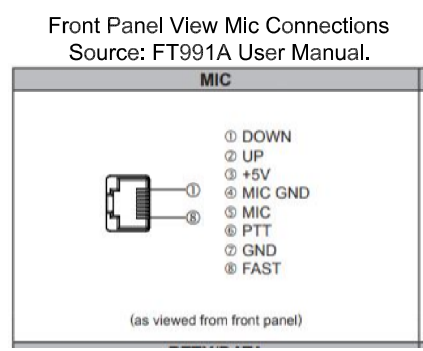 Front Panel View Mic Connections
Source: FT991A User Manual.
MIC
① DOWN
② UP
③ +5V
① ④ MIC GND
⑤ MIC
⑧ ⑥ PTT
⑦ GND
⑧ FAST
(as viewed from front panel)